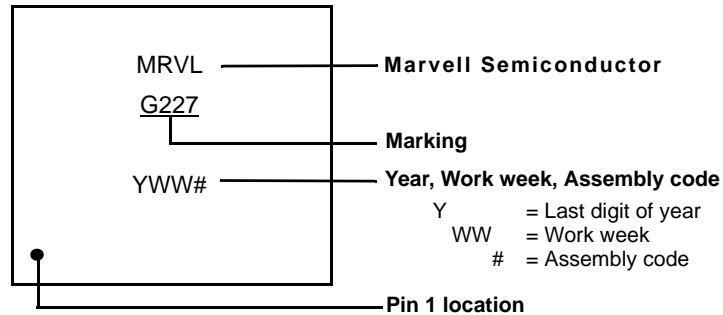 MRVL Marvell Semiconductor
G227
Marking
YWW# Year, Work week, Assembly code
Y = Last digit of year
WW = Work week
# = Assembly code
Pin 1 location